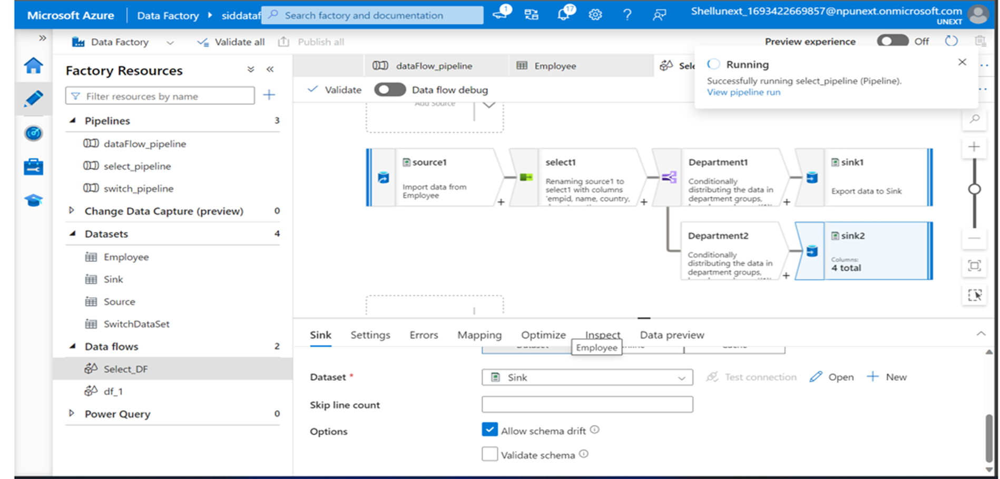 Microsoft Azure
Data Factory
siddataf
Search factory and documentation
1
17
Shellunext_1693422669857@npunext.onmicrosoft.com
UNEXT
Data Factory
Validate all
Publish all
Preview experience
Off
Factory Resources
Filter resources by name
Pipelines 3
dataFlow_pipeline
select_pipeline
switch_pipeline
Change Data Capture (preview) 0
Datasets 4
Employee
Sink
Source
SwitchDataSet
Data flows 2
Select_DF
df_1
Power Query 0
dataFlow_pipeline
Employee
Sele
Running
Successfully running select_pipeline (Pipeline).
View pipeline run
Validate
Data flow debug
Add Source
source1
Import data from
Employee
select1
Renaming source1 to
select1 with columns
'empid, name, country,
Department1
Conditionally
distributing the data in
department groups,
sink1
Export data to Sink
Department2
Conditionally
distributing the data in
department groups,
sink2
Columns:
4 total
Sink
Settings
Errors
Mapping
Optimize
Inspect
Data preview
Employee
Dataset *
Sink
Test connection
Open
New
Skip line count
Options
Allow schema drift
Validate schema